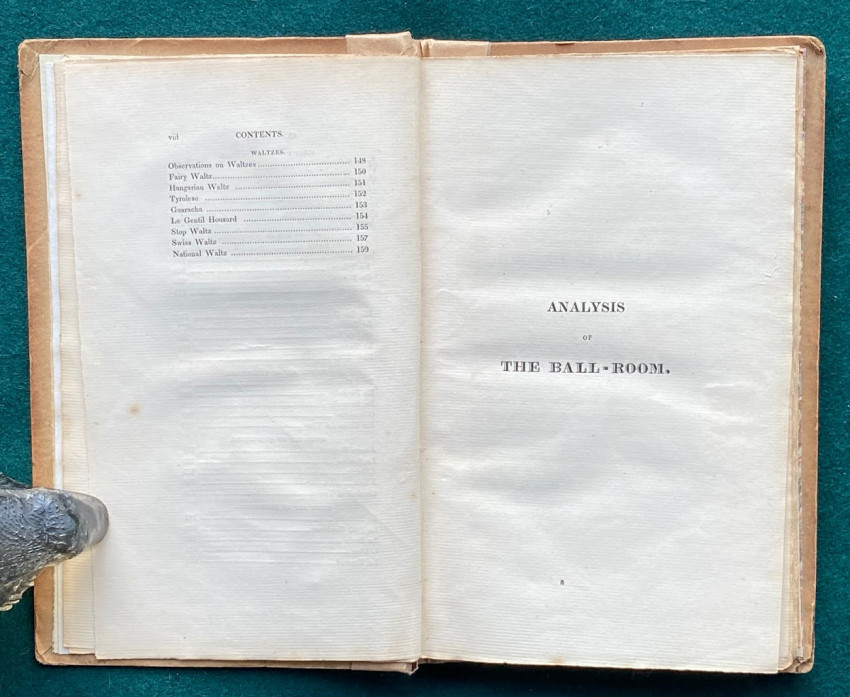 viii CONTENTS.
WALTZES.
Observations on Waltzes 148
Fairy Waltz 150
Hungarian Waltz 151
Tyrolese 152
Guaracha 153
Le Gentil Housard 154
Stop Waltz 155
Swiss Waltz 157
National Waltz 159
ANALYSIS
OF
THE BALL-ROOM.